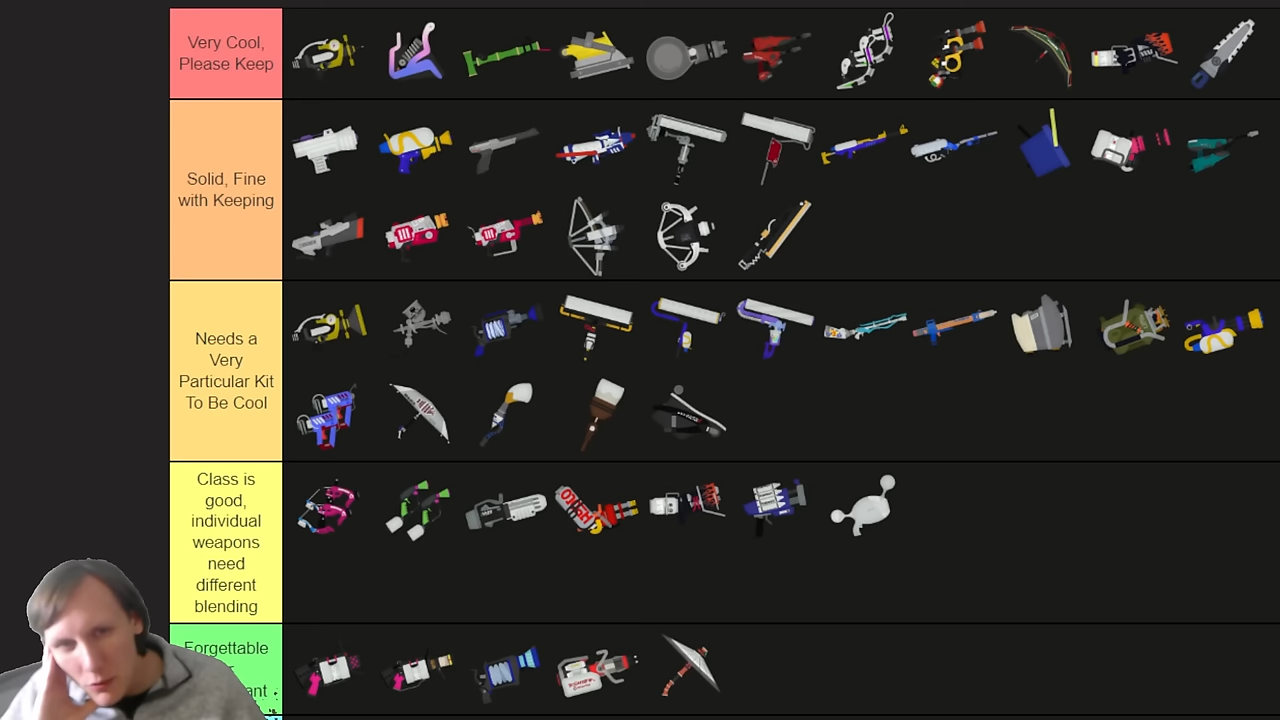 Very Cool,
Please Keep
Solid, Fine
with Keeping
Needs a
Very
Particular Kit
To Be Cool
Class is
good,
individual
weapons
need
different
blending
Forgettable